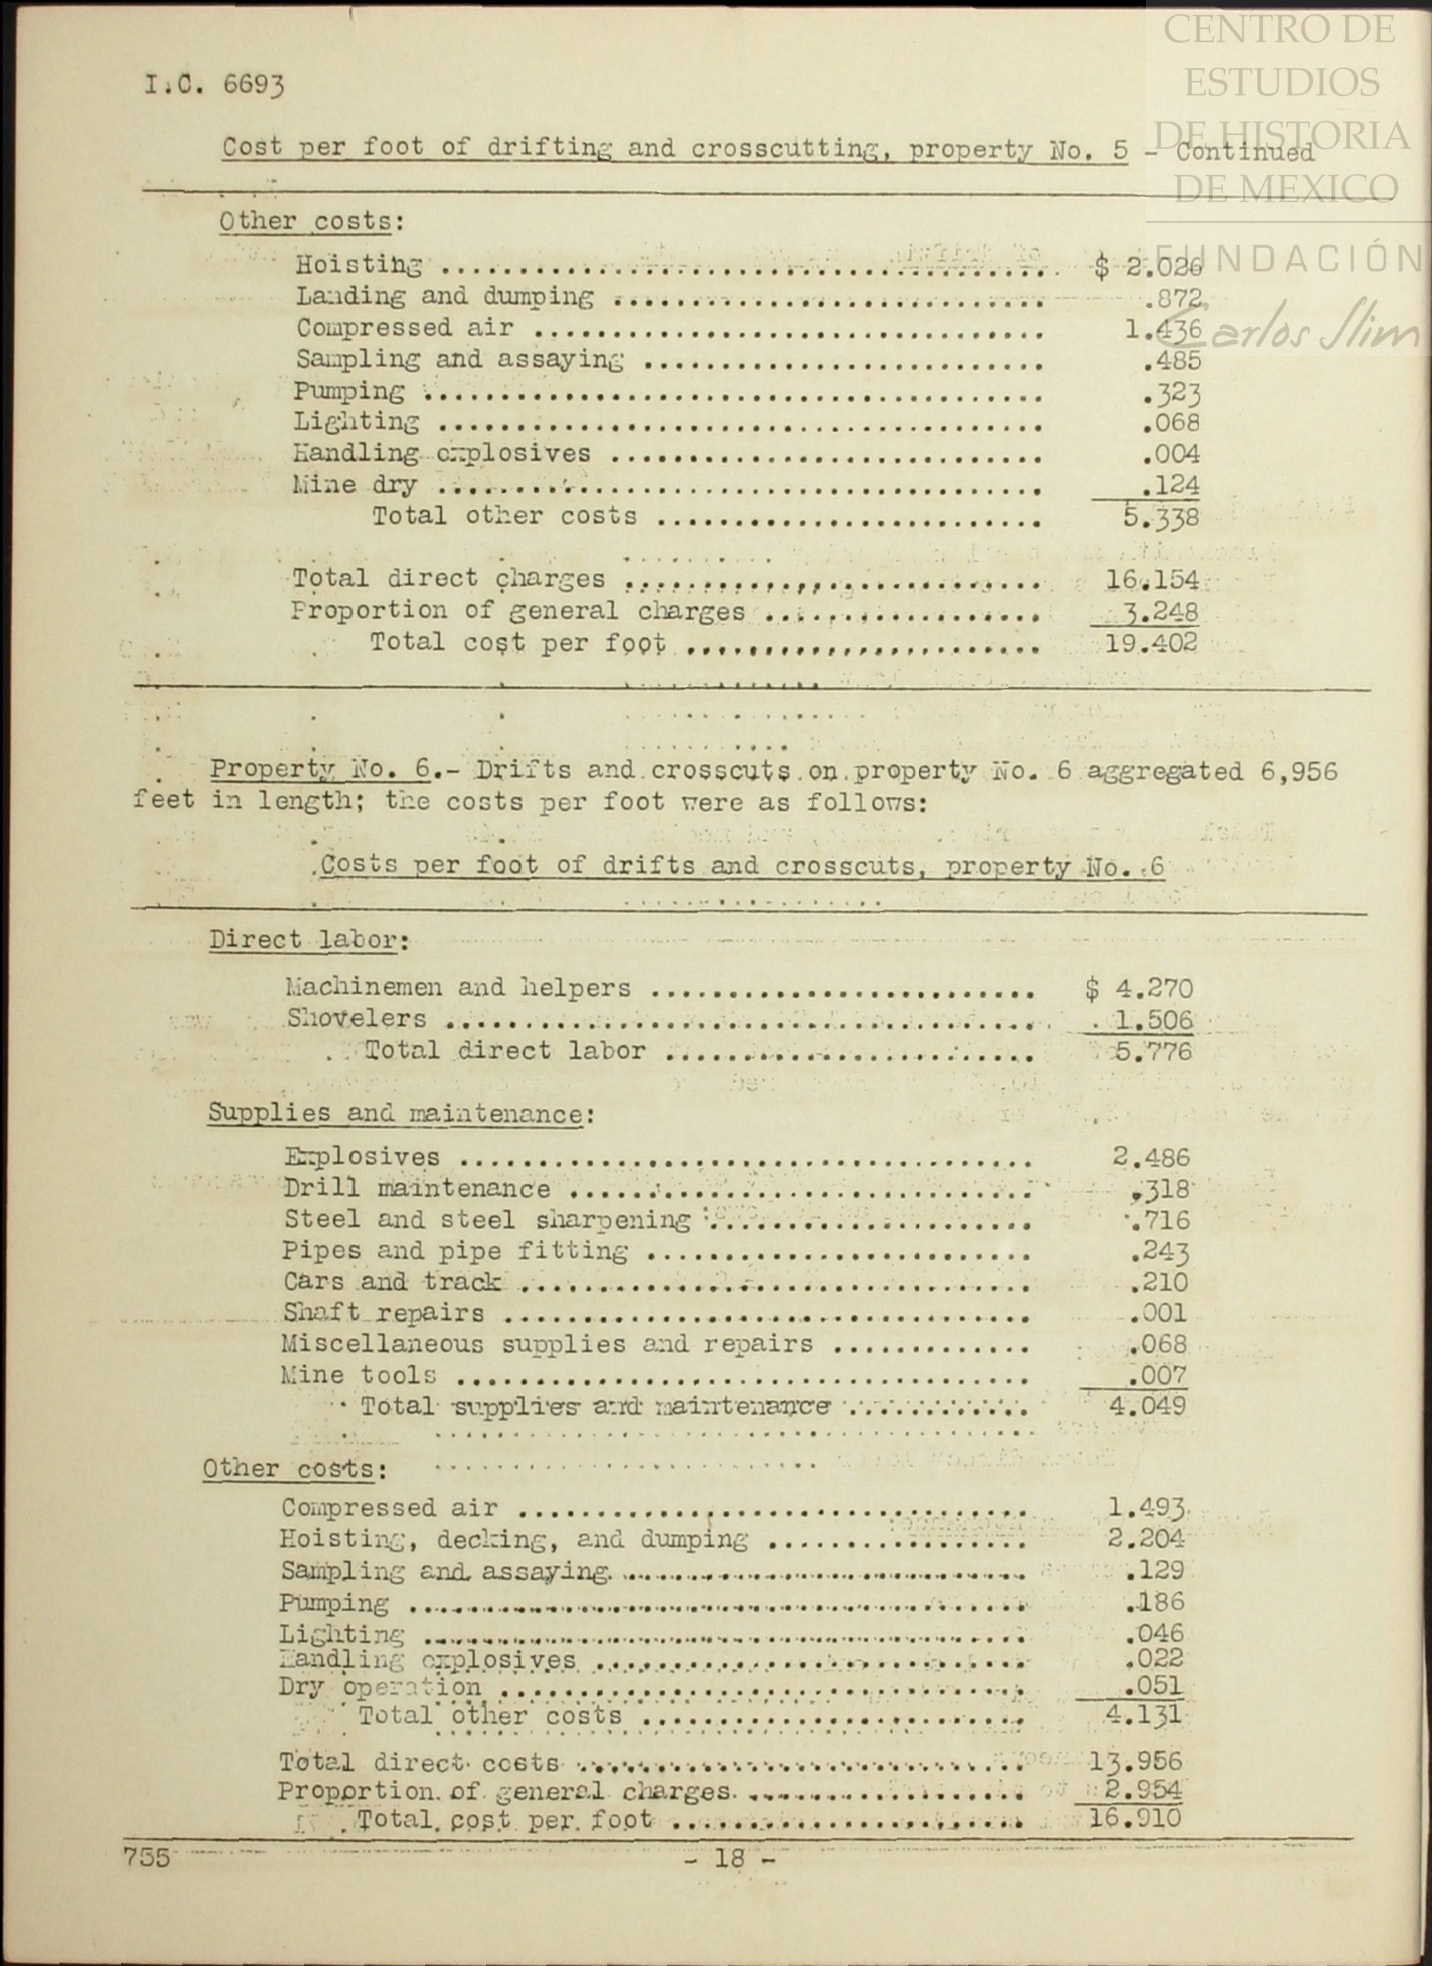 CENTRO DE
ESTUDIOS
DE HISTORIA
DE MEXICO
FUNDACIÓN
Carlos Slim
I.C. 6693
Cost per foot of drifting and crosscutting, property No. 5 - Continued
Other costs:
Hoisting ........................................ $ 2.026
Landing and dumping ............................ .872
Compressed air ................................. 1.436
Sampling and assaying .......................... .485
Pumping ........................................ .323
Lighting ....................................... .068
Handling explosives ............................ .004
Mine dry ....................................... .124
Total other costs ......................... 5.338
Total direct charges ........................... 16.154
Proportion of general charges .................. 3.248
Total cost per foot ....................... 19.402
Property No. 6.- Drifts and crosscuts on property No. 6 aggregated 6,956
feet in length; the costs per foot were as follows:
Costs per foot of drifts and crosscuts, property No. 6
Direct labor:
Machinemen and helpers ......................... $ 4.270
Shovelers ...................................... 1.506
Total direct labor ........................ 5.776
Supplies and maintenance:
Explosives ..................................... 2.486
Drill maintenance .............................. .318
Steel and steel sharpening ..................... .716
Pipes and pipe fitting ......................... .243
Cars and track ................................. .210
Shaft repairs .................................. .001
Miscellaneous supplies and repairs ............. .068
Mine tools ..................................... .007
Total supplies and maintenance ............ 4.049
Other costs:
Compressed air ................................. 1.493
Hoisting, decking, and dumping ................. 2.204
Sampling and assaying .......................... .129
Pumping ........................................ .186
Lighting ....................................... .046
Handling explosives ............................ .022
Dry operation .................................. .051
Total other costs ......................... 4.131
Total direct costs ............................. 13.956
Proportion of general charges .................. 2.954
Total cost per foot ....................... 16.910
755
- 18 -